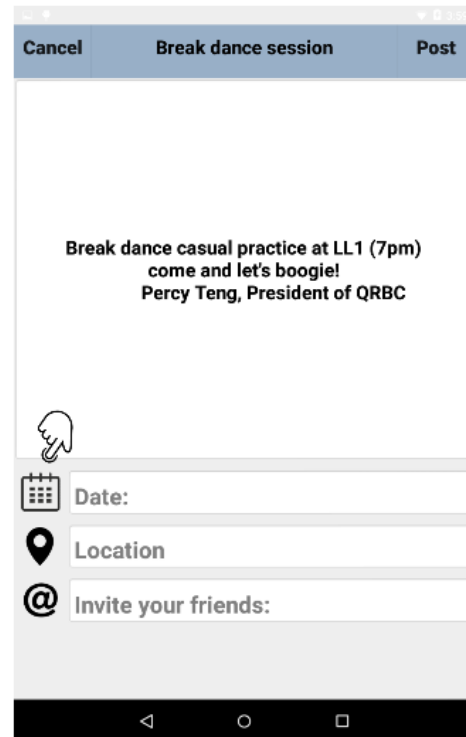 Cancel Break dance session Post
Break dance casual practice at LL1 (7pm)
come and let's boogie!
Percy Teng, President of QRBC
Date:
Location
@ Invite your friends: